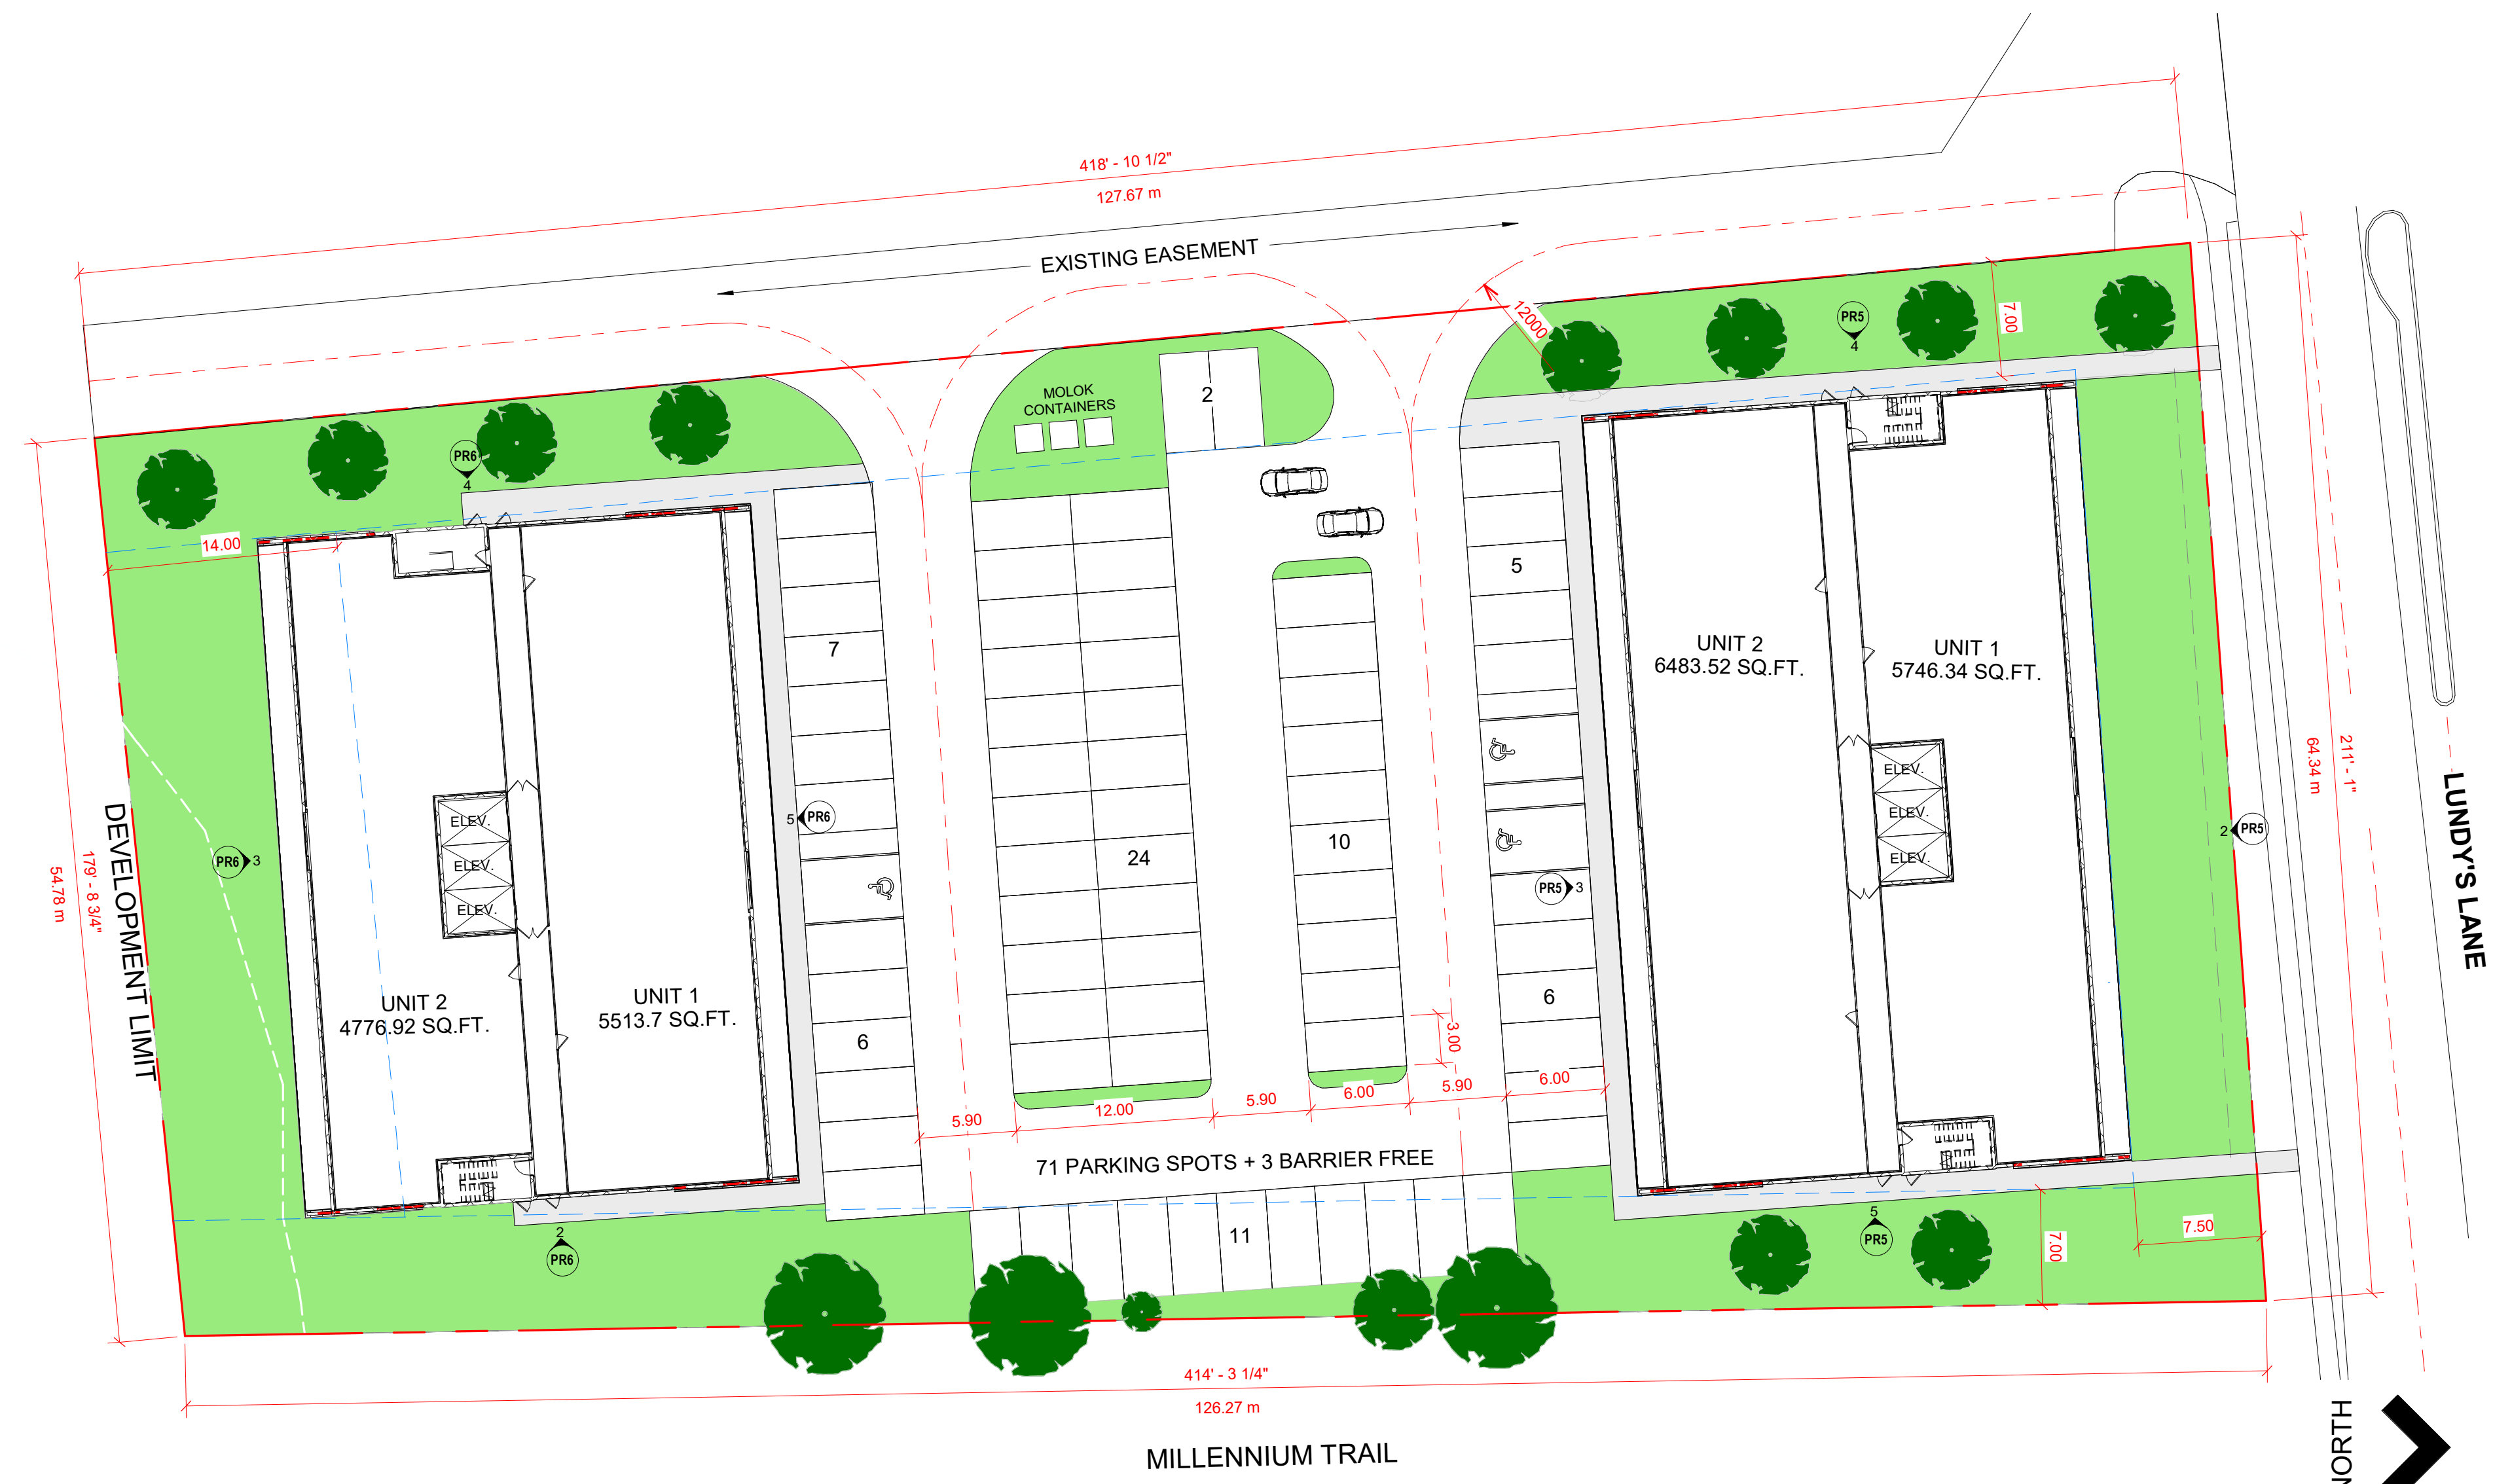 418' - 10 1/2"
127.67 m
EXISTING EASEMENT
12000
7.00
PR5
4
MOLOK
CONTAINERS
2
PR6
4
14.00
5
7
UNIT 2
6483.52 SQ.FT.
UNIT 1
5746.34 SQ.FT.
ELEV.
ELEV.
ELEV.
211' - 1"
64.34 m
LUNDY'S LANE
2
PR5
DEVELOPMENT LIMIT
179' - 8 3/4"
54.78 m
PR6
3
ELEV.
ELEV.
ELEV.
5
PR6
24
10
PR5
3
UNIT 2
4776.92 SQ.FT.
UNIT 1
5513.7 SQ.FT.
6
6
3.00
5.90
12.00
5.90
6.00
5.90
6.00
71 PARKING SPOTS + 3 BARRIER FREE
11
2
PR6
5
PR5
7.00
7.50
414' - 3 1/4"
126.27 m
MILLENNIUM TRAIL
NORTH